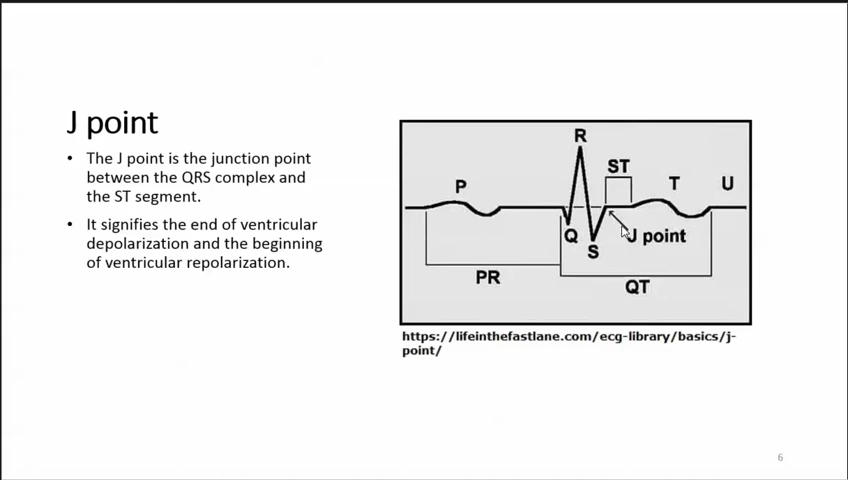 J point
• The J point is the junction point
between the QRS complex and
the ST segment.
• It signifies the end of ventricular
depolarization and the beginning
of ventricular repolarization.
R
ST
P
T
U
Q
J point
S
PR
QT
https://lifeinthefastlane.com/ecg-library/basics/j-
point/
6